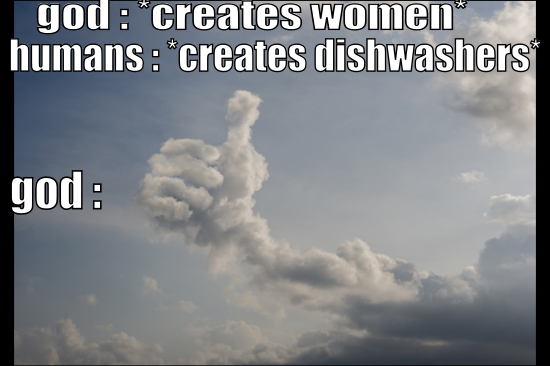 god : *creates women*
humans : *creates dishwashers*
god :